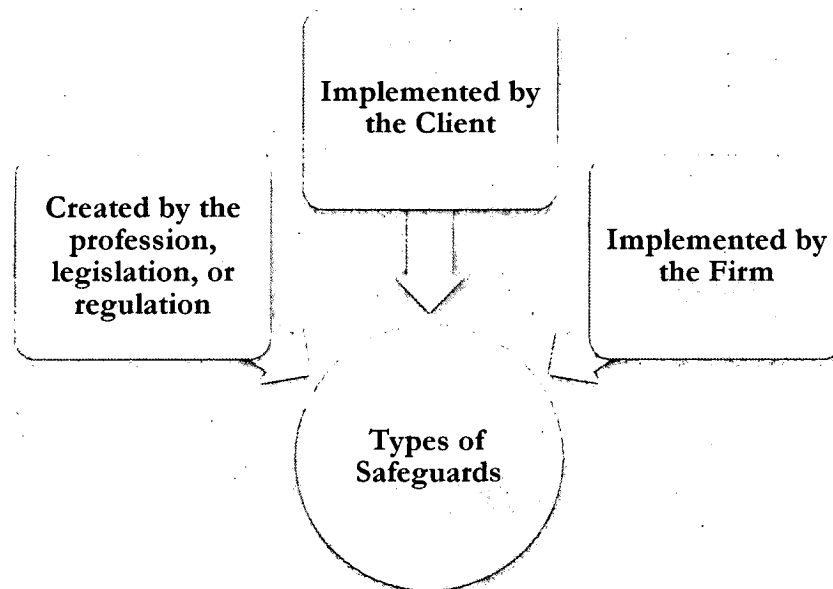 Implemented by
the Client
Created by the
profession,
legislation, or
regulation
Implemented by
the Firm
Types of
Safeguards